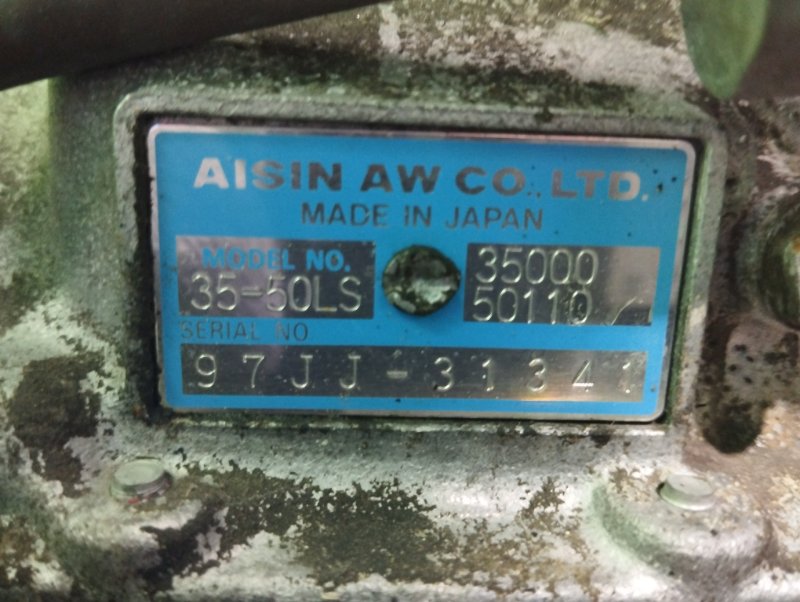 AISIN AW CO., LTD.
MADE IN JAPAN
MODEL NO.
35-50LS
35000
50110
SERIAL NO
97JJ-31341